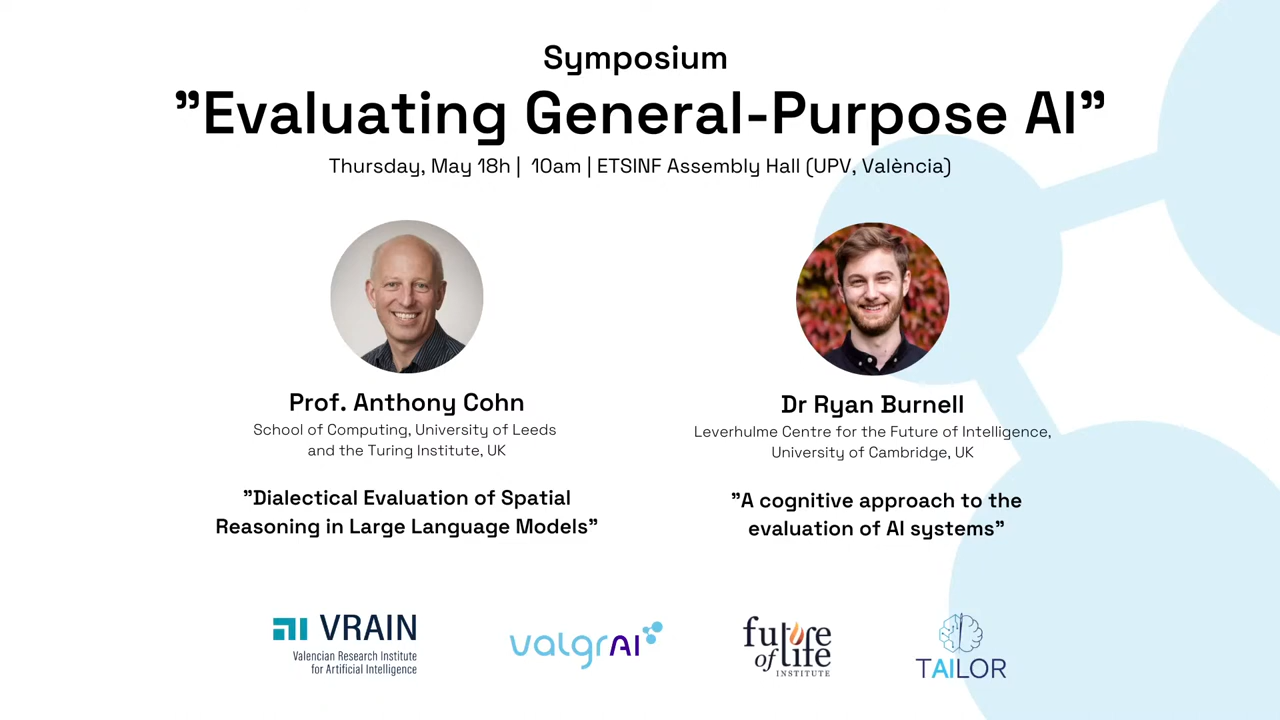 Symposium
”Evaluating General-Purpose AI”
Thursday, May 18h | 10am | ETSINF Assembly Hall (UPV, València)
Prof. Anthony Cohn
School of Computing, University of Leeds
and the Turing Institute, UK
”Dialectical Evaluation of Spatial
Reasoning in Large Language Models”
Dr Ryan Burnell
Leverhulme Centre for the Future of Intelligence,
University of Cambridge, UK
”A cognitive approach to the
evaluation of AI systems”
VRAIN
Valencian Research Institute
for Artificial Intelligence
valgrAI
future
of life
INSTITUTE
TAILOR